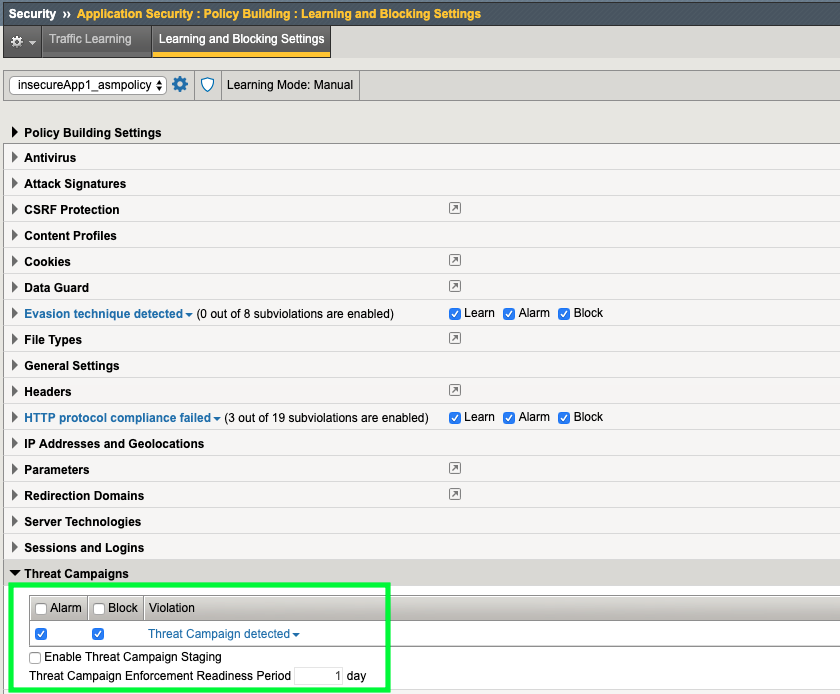 Security ›› Application Security : Policy Building : Learning and Blocking Settings
Traffic Learning Learning and Blocking Settings
insecureApp1_asmpolicy Learning Mode: Manual
Policy Building Settings
Antivirus
Attack Signatures
CSRF Protection
Content Profiles
Cookies
Data Guard
Evasion technique detected (0 out of 8 subviolations are enabled) Learn Alarm Block
File Types
General Settings
Headers
HTTP protocol compliance failed (3 out of 19 subviolations are enabled) Learn Alarm Block
IP Addresses and Geolocations
Parameters
Redirection Domains
Server Technologies
Sessions and Logins
Threat Campaigns
Alarm Block Violation
Threat Campaign detected
Enable Threat Campaign Staging
Threat Campaign Enforcement Readiness Period 1 day